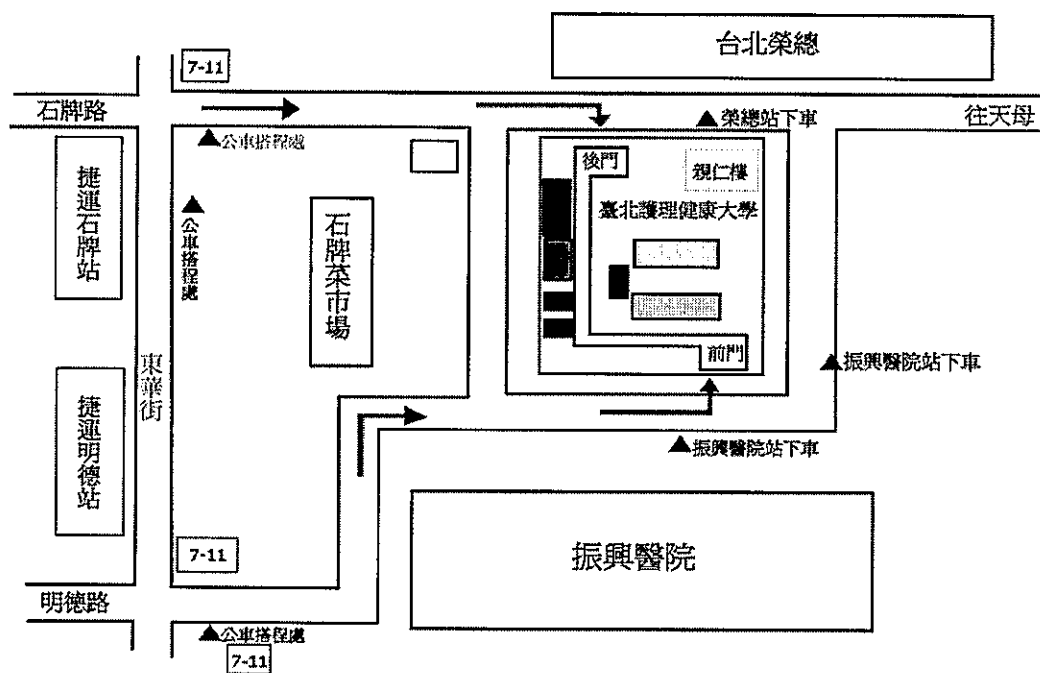 台北榮總
7-11
石牌路
往天母
▲公車搭程處
▲榮總站下車
後門
親仁樓
捷運石牌站
▲公車搭程處
石牌菜市場
臺北護理健康大學
前門
▲振興醫院站下車
東華街
捷運明德站
▲振興醫院站下車
7-11
振興醫院
明德路
▲公車搭程處
7-11